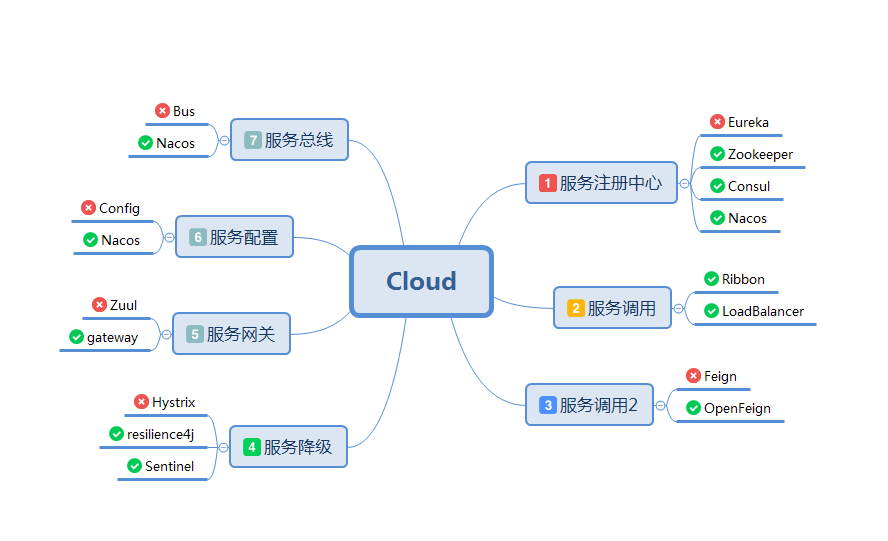 Cloud
1 服务注册中心
Eureka
Zookeeper
Consul
Nacos
2 服务调用
Ribbon
LoadBalancer
3 服务调用2
Feign
OpenFeign
4 服务降级
Hystrix
resilience4j
Sentinel
5 服务网关
Zuul
gateway
6 服务配置
Config
Nacos
7 服务总线
Bus
Nacos